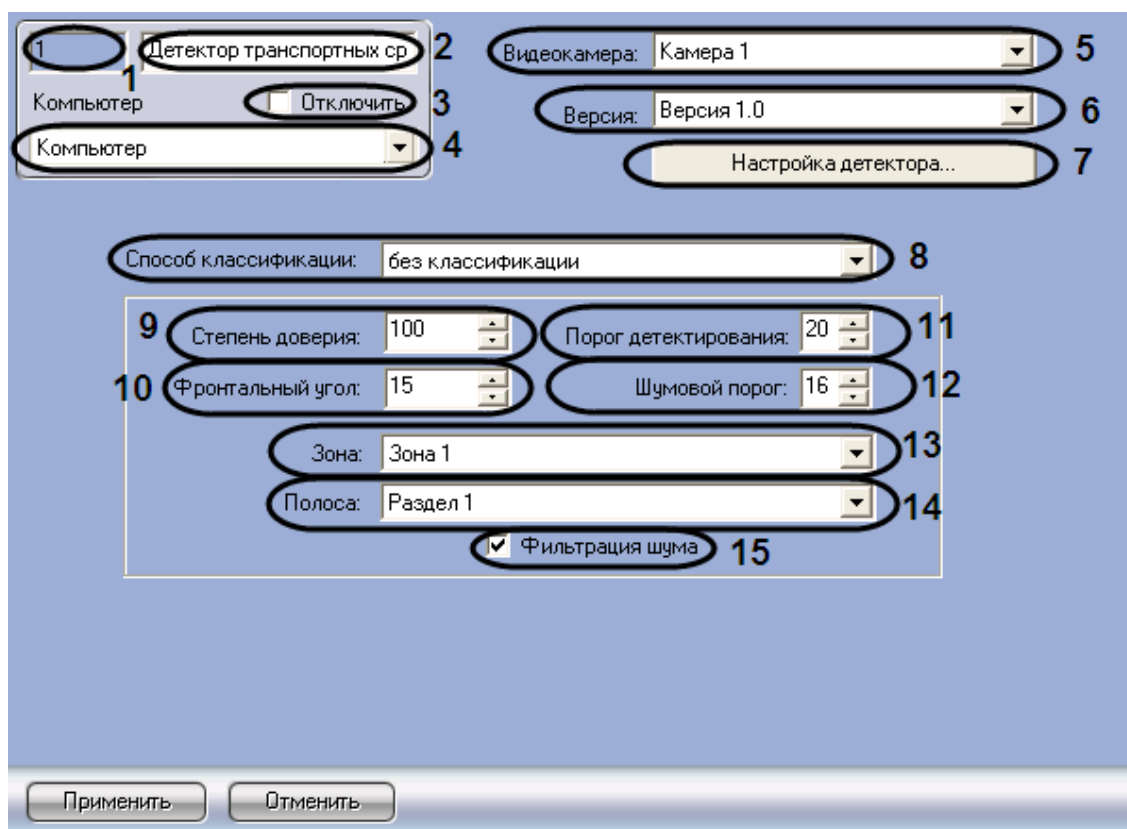 1 Детектор транспортных ср 2
1
Компьютер Отключить 3
Компьютер 4
Видеокамера: Камера 1 5
Версия: Версия 1.0 6
Настройка детектора... 7
Способ классификации: без классификации 8
9 Степень доверия: 100 Порог детектирования: 20 11
10 Фронтальный угол: 15 Шумовой порог: 16 12
Зона: Зона 1 13
Полоса: Раздел 1 14
Фильтрация шума 15
Применить Отменить